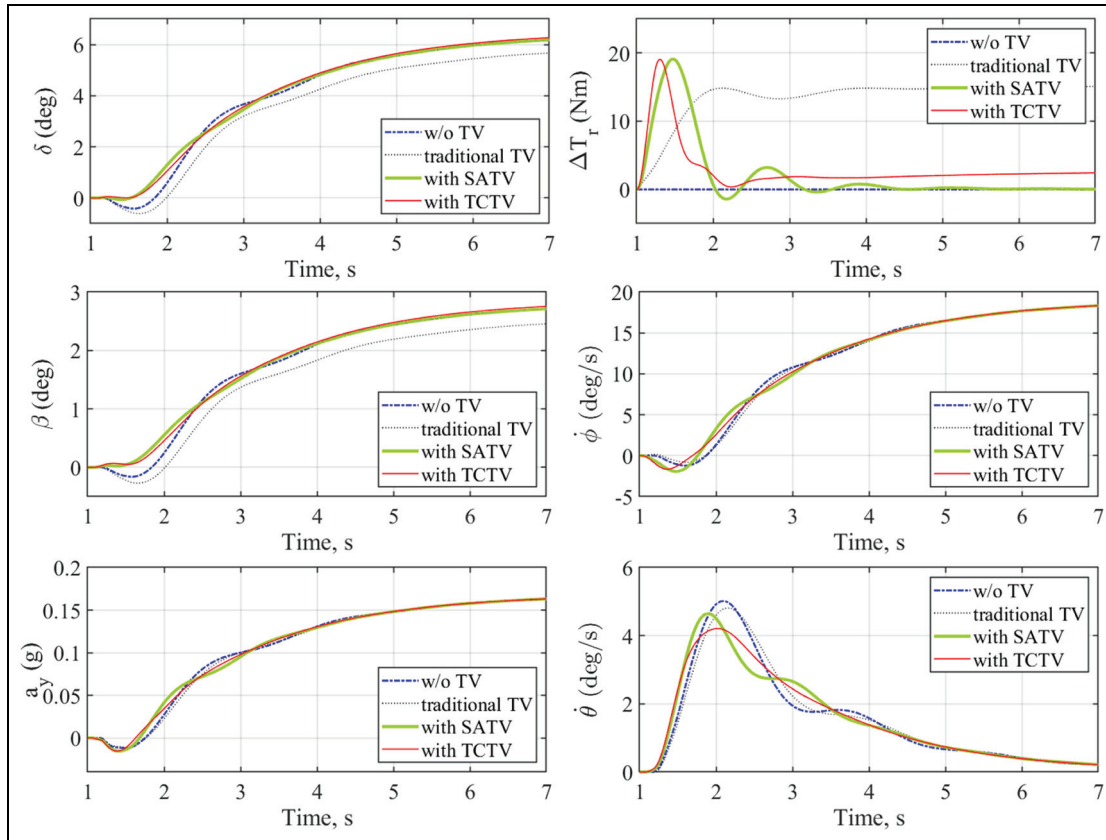 δ (deg)
6
4
2
0
w/o TV
traditional TV
with SATV
with TCTV
1 2 3 4 5 6 7
Time, s
ΔT_r (Nm)
20
10
0
w/o TV
traditional TV
with SATV
with TCTV
1 2 3 4 5 6 7
Time, s
β (deg)
3
2
1
0
w/o TV
traditional TV
with SATV
with TCTV
1 2 3 4 5 6 7
Time, s
φ̇ (deg/s)
20
15
10
5
0
-5
w/o TV
traditional TV
with SATV
with TCTV
1 2 3 4 5 6 7
Time, s
a_y (g)
0.2
0.15
0.1
0.05
0
w/o TV
traditional TV
with SATV
with TCTV
1 2 3 4 5 6 7
Time, s
θ̇ (deg/s)
6
4
2
0
w/o TV
traditional TV
with SATV
with TCTV
1 2 3 4 5 6 7
Time, s